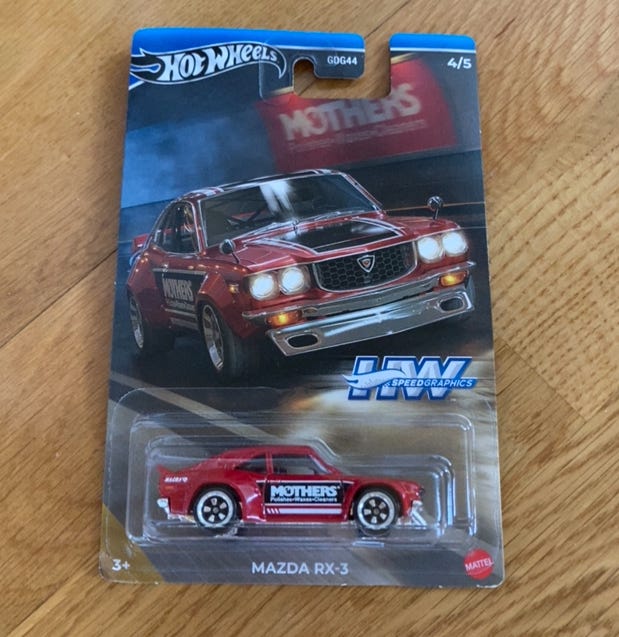 HOT WHEELS
GDG44
4/5
MOTHERS
Polishes•Waxes•Cleaners
MOTHERS
HW
SPEEDGRAPHICS
MAZDA
MOTHERS
Polishes•Waxes•Cleaners
3+
MAZDA RX-3
MATTEL